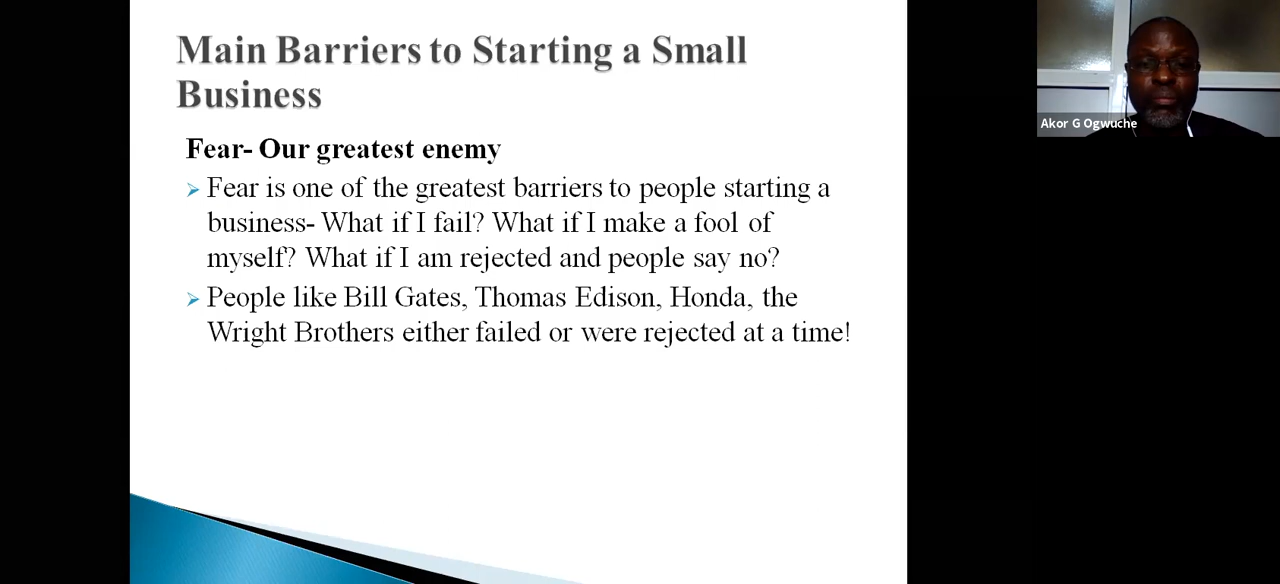 Main Barriers to Starting a Small
Business
Fear- Our greatest enemy
Fear is one of the greatest barriers to people starting a
business- What if I fail? What if I make a fool of
myself? What if I am rejected and people say no?
People like Bill Gates, Thomas Edison, Honda, the
Wright Brothers either failed or were rejected at a time!
Akor G Ogwuche